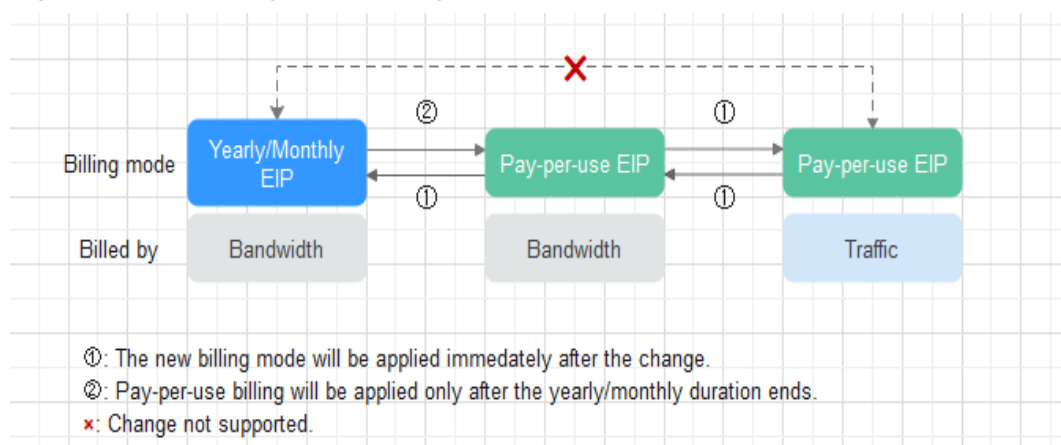 ②
①
Billing mode
Yearly/Monthly
EIP
Pay-per-use EIP
Pay-per-use EIP
①
①
Billed by
Bandwidth
Bandwidth
Traffic
①: The new billing mode will be applied immedately after the change.
②: Pay-per-use billing will be applied only after the yearly/monthly duration ends.
×: Change not supported.